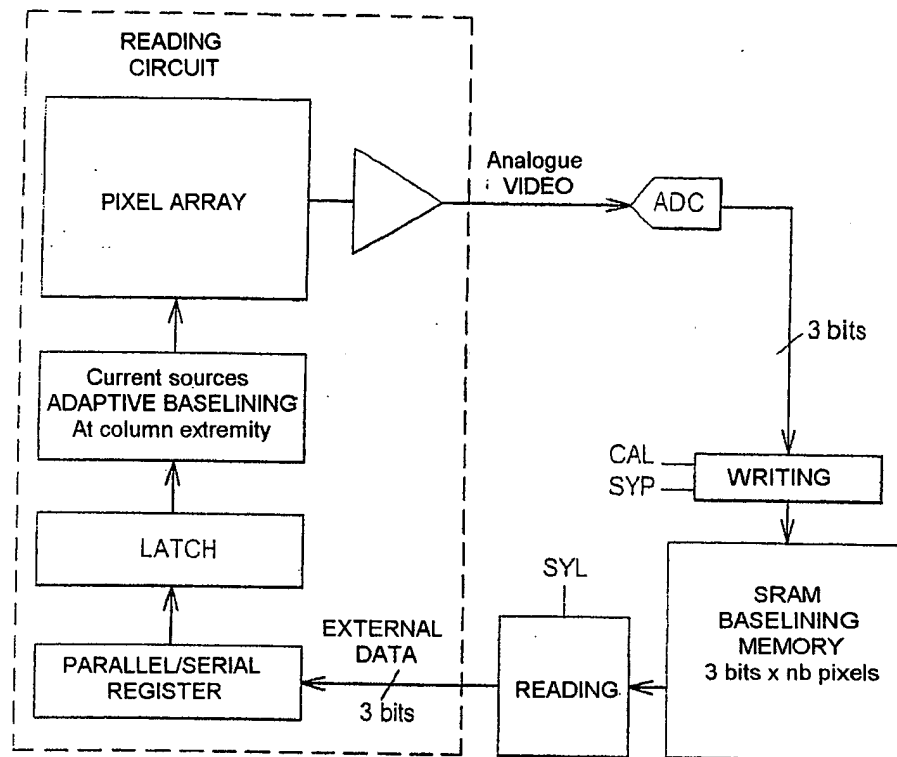 READING
CIRCUIT
PIXEL ARRAY
Analogue
VIDEO
ADC
3 bits
Current sources
ADAPTIVE BASELINING
At column extremity
CAL
SYP
WRITING
LATCH
SYL
SRAM
BASELINING
MEMORY
3 bits x nb pixels
EXTERNAL
DATA
3 bits
READING
PARALLEL/SERIAL
REGISTER